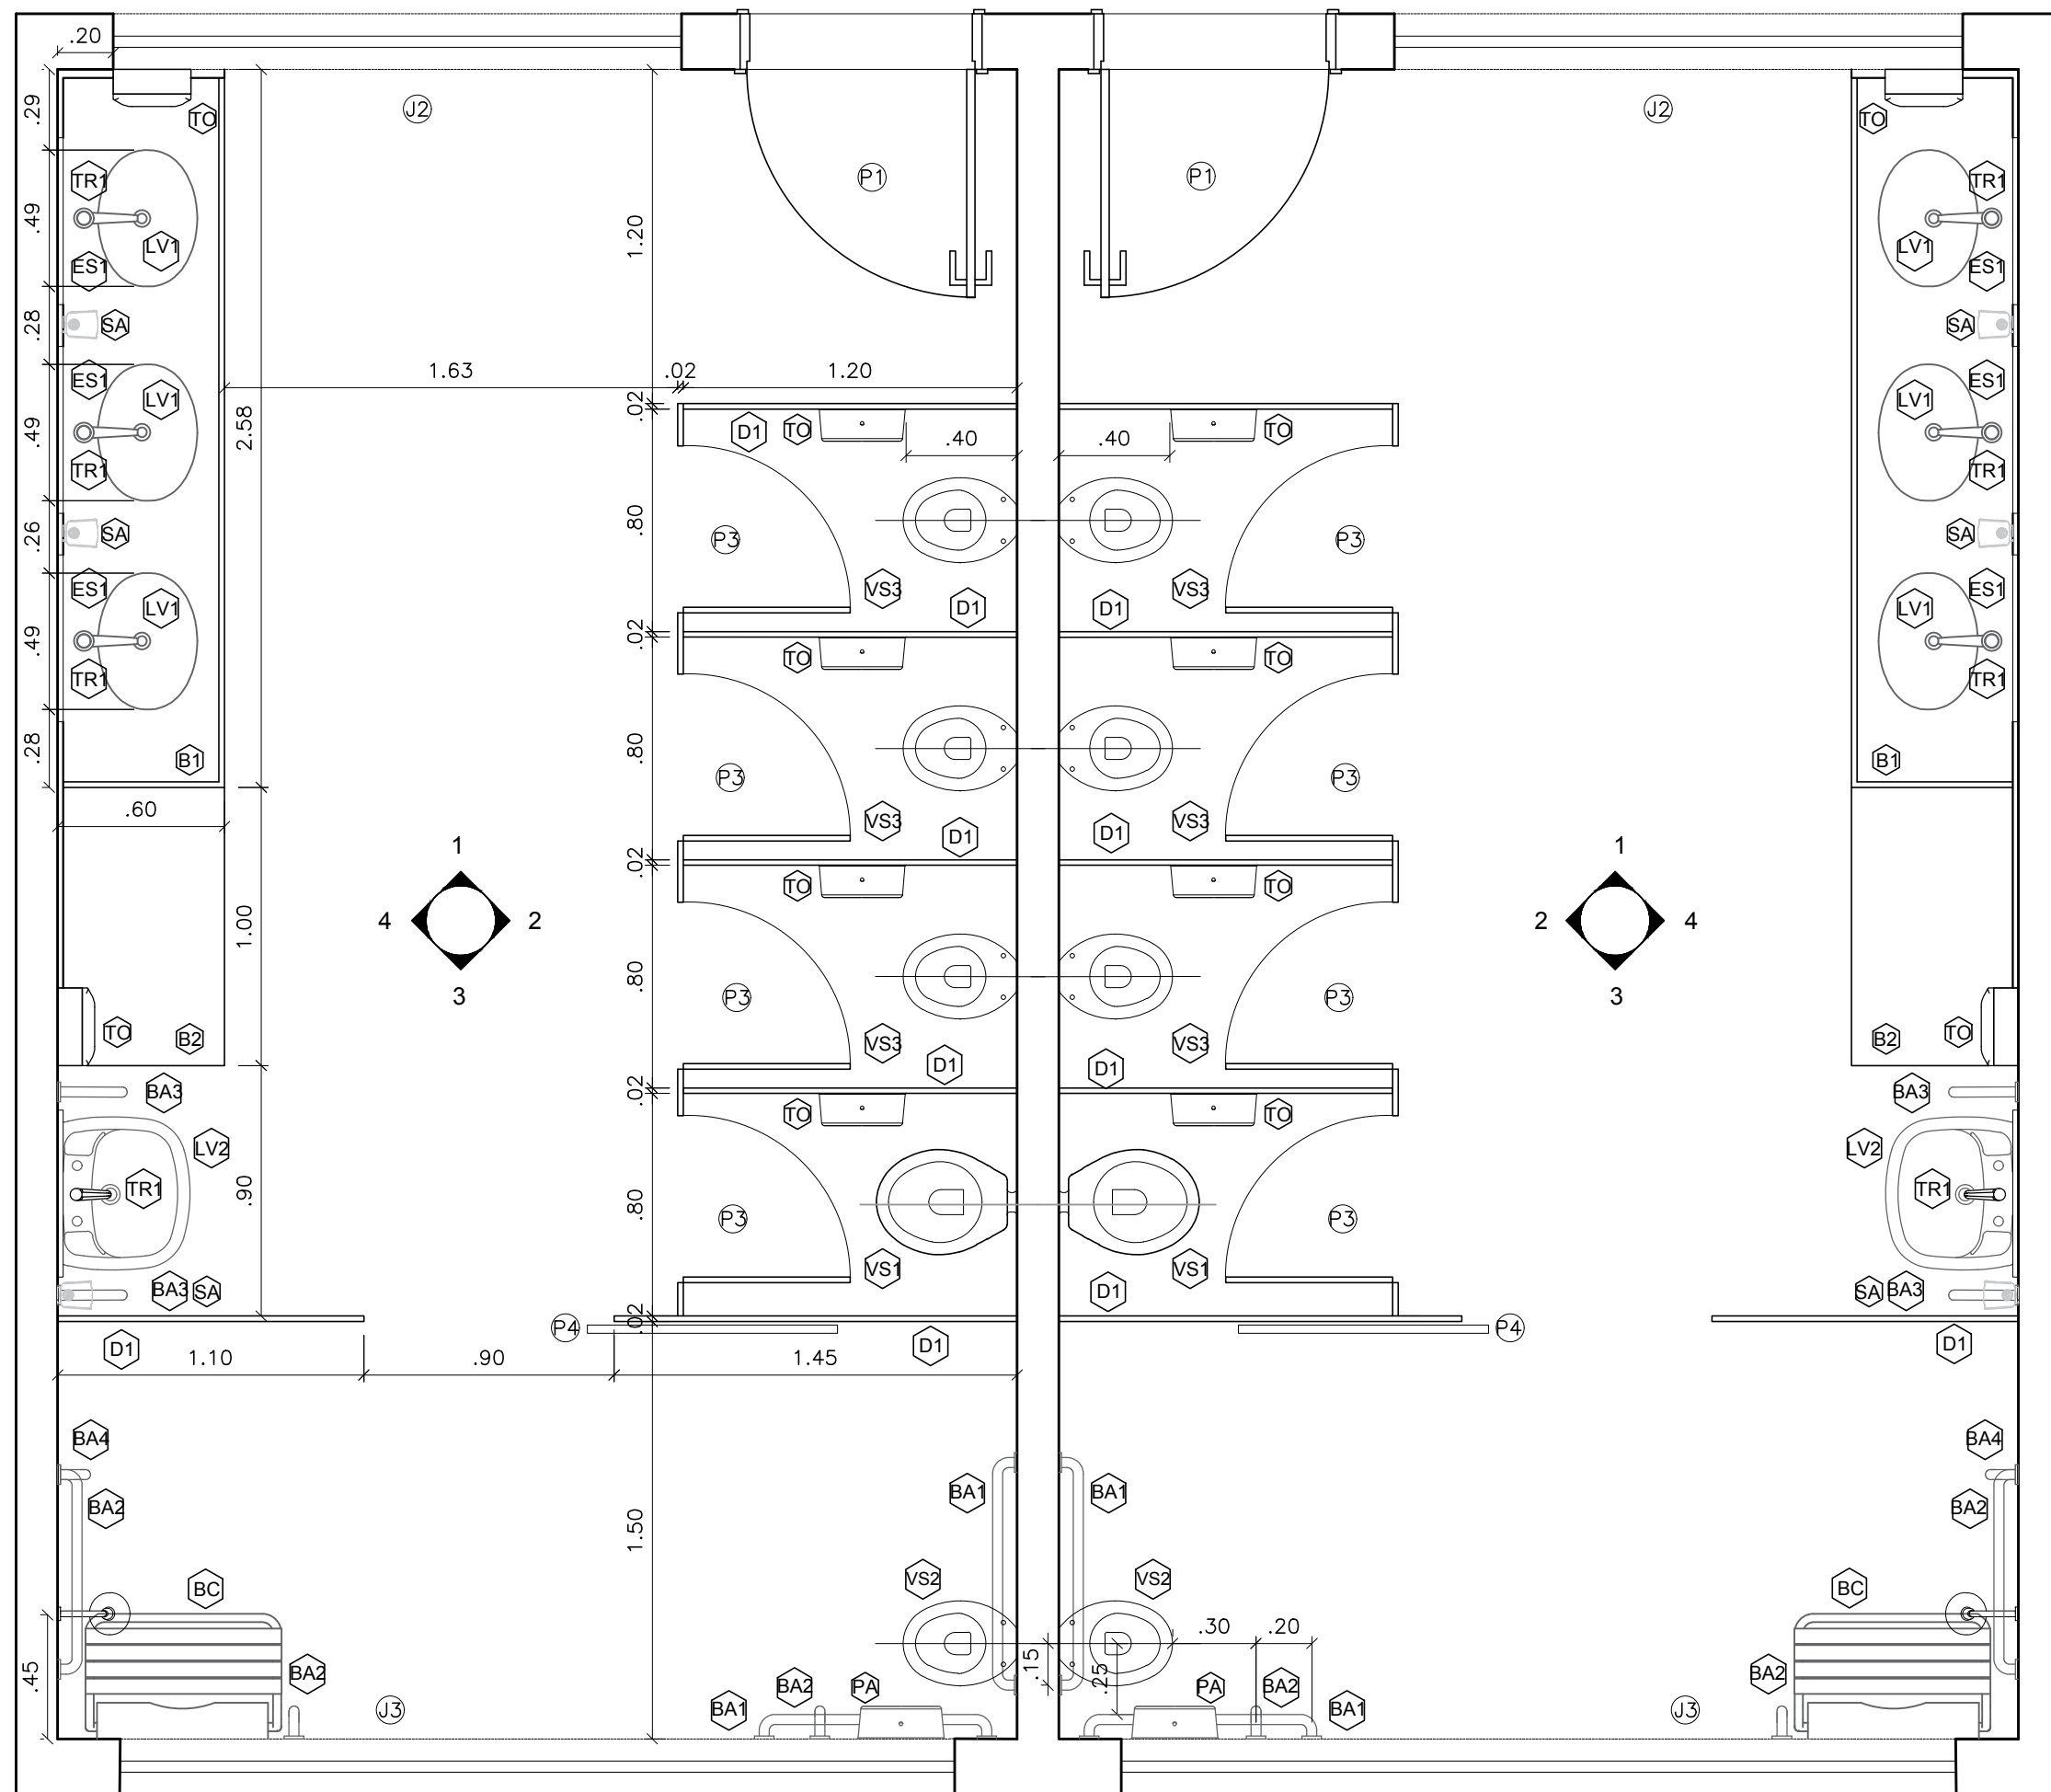 .20
J2
J2
.29
TO
TO
P1
P1
TR1
TR1
.49
1.20
LV1
LV1
ES1
ES1
.28
SA
SA
1.63
.02
1.20
ES1
ES1
LV1
LV1
.02
2.58
.49
D1
TO
TO
.40
.40
TR1
TR1
.80
.26
SA
SA
P3
P3
ES1
ES1
VS3
VS3
LV1
LV1
D1
D1
.49
.02
TO
TO
TR1
TR1
.28
.80
B1
B1
P3
P3
.60
VS3
VS3
D1
D1
1
1
.02
TO
TO
1.00
4
2
2
4
.80
3
3
P3
P3
TO
B2
B2
TO
VS3
VS3
D1
D1
BA3
BA3
.02
TO
TO
LV2
LV2
TR1
TR1
.90
.80
P3
P3
VS1
VS1
BA3
SA
D1
SA
BA3
.02
P4
P4
D1
D1
D1
1.10
.90
1.45
BA4
BA4
BA1
BA1
BA2
BA2
1.50
BC
VS2
VS2
BC
.30
.20
.15
.25
.45
BA2
BA2
PA
PA
BA2
BA2
J3
BA1
BA1
J3